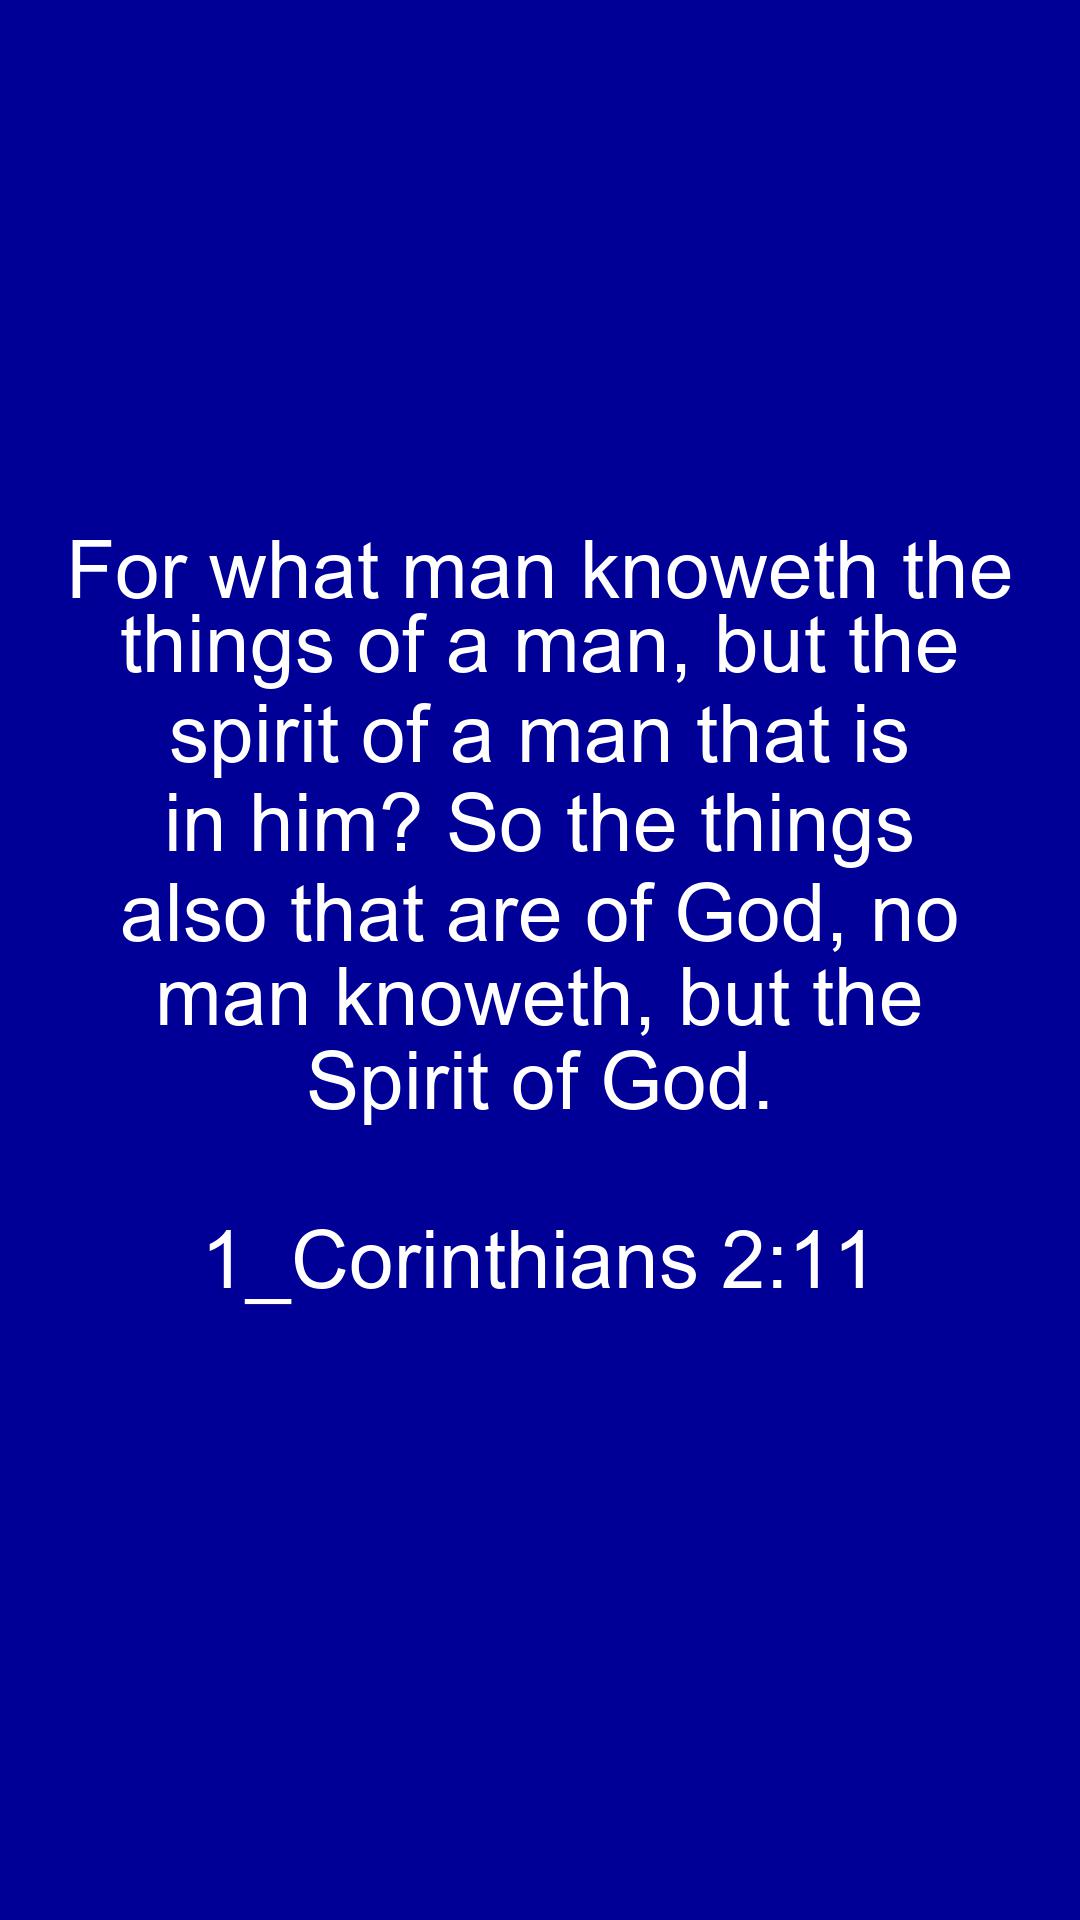 For what man knoweth the
things of a man, but the
spirit of a man that is
in him? So the things
also that are of God, no
man knoweth, but the
Spirit of God.
1_Corinthians 2:11